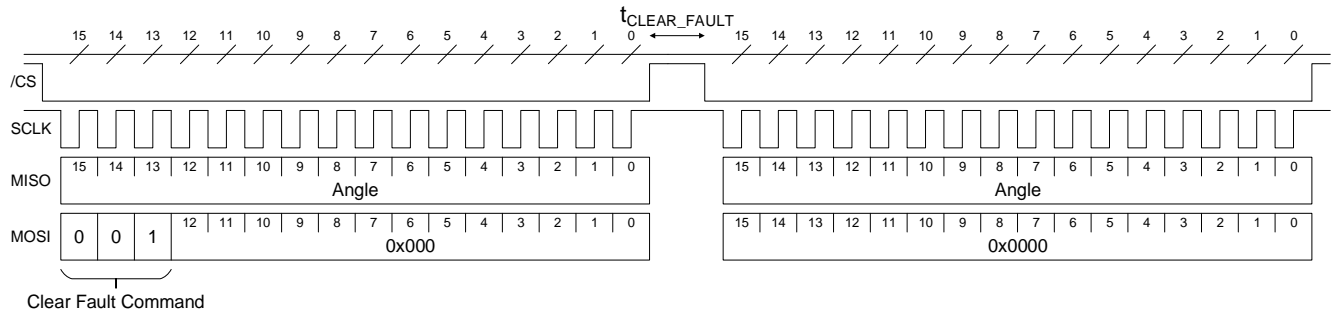 tCLEAR_FAULT
15 14 13 12 11 10 9 8 7 6 5 4 3 2 1 0 15 14 13 12 11 10 9 8 7 6 5 4 3 2 1 0
/CS
SCLK
15 14 13 12 11 10 9 8 7 6 5 4 3 2 1 0 15 14 13 12 11 10 9 8 7 6 5 4 3 2 1 0
MISO Angle Angle
12 11 10 9 8 7 6 5 4 3 2 1 0 15 14 13 12 11 10 9 8 7 6 5 4 3 2 1 0
MOSI 0 0 1 0x000 0x0000
Clear Fault Command